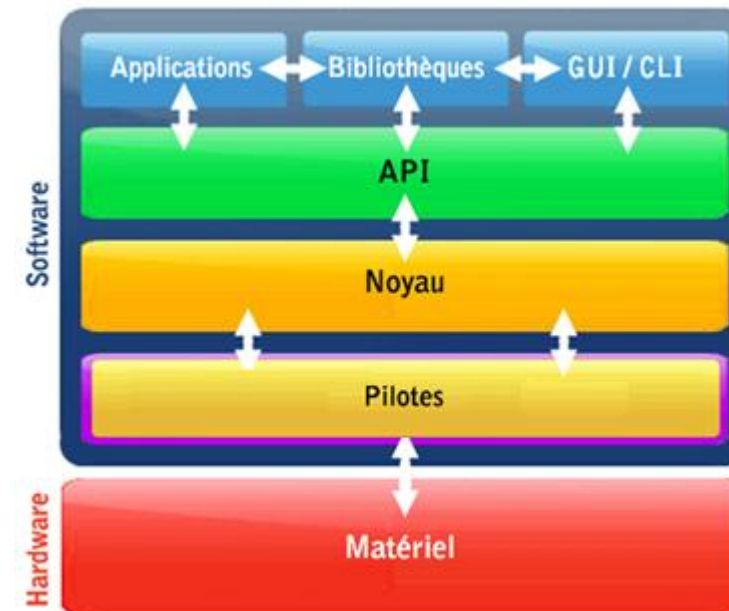 Applications
Bibliothèques
GUI / CLI
API
Noyau
Pilotes
Matériel
Software
Hardware